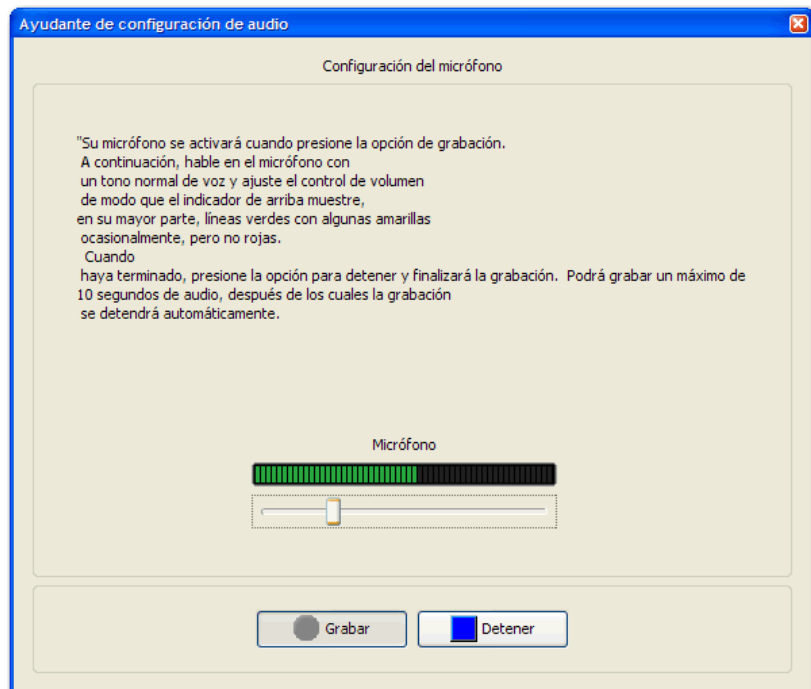 Ayudante de configuración de audio
Configuración del micrófono
"Su micrófono se activará cuando presione la opción de grabación.
A continuación, hable en el micrófono con
un tono normal de voz y ajuste el control de volumen
de modo que el indicador de arriba muestre,
en su mayor parte, líneas verdes con algunas amarillas
ocasionalmente, pero no rojas.
Cuando
haya terminado, presione la opción para detener y finalizará la grabación.  Podrá grabar un máximo de
10 segundos de audio, después de los cuales la grabación
se detendrá automáticamente.
Micrófono
Grabar
Detener